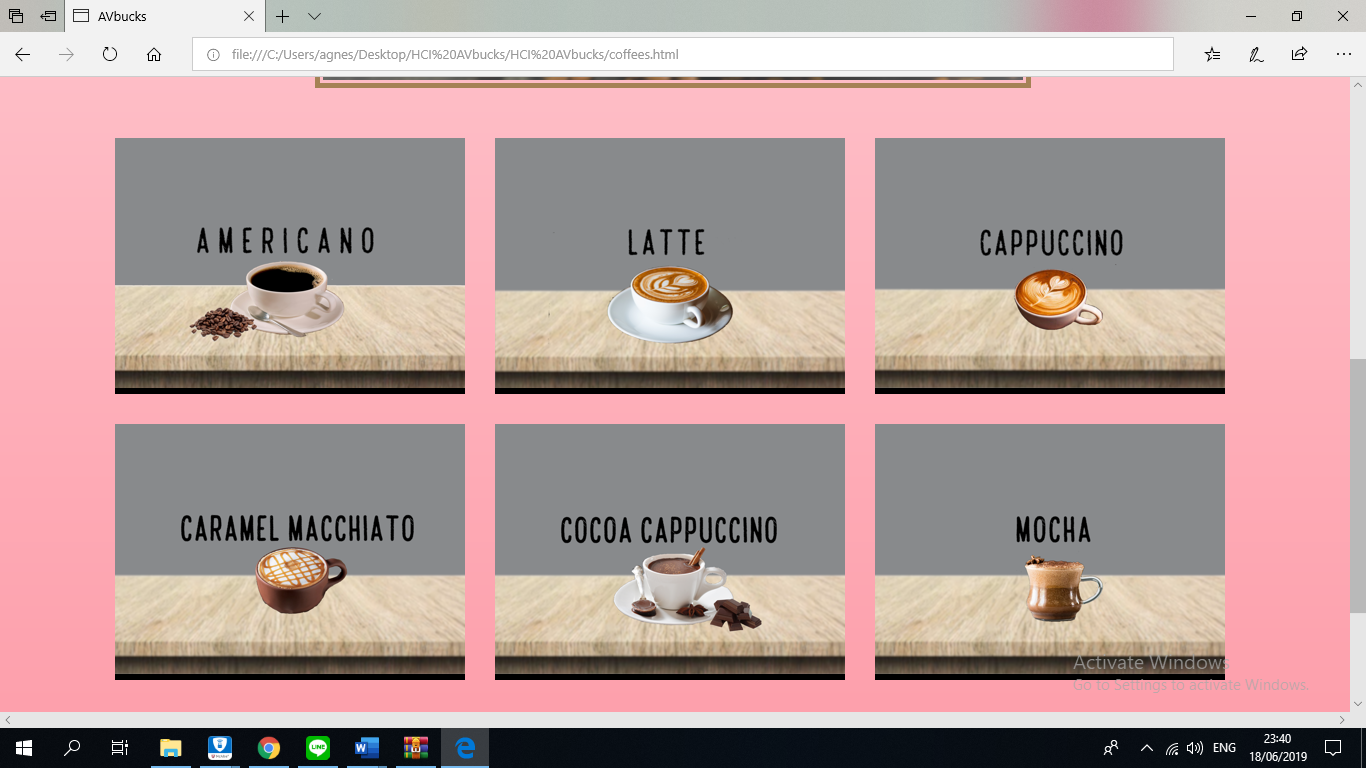 AVbucks
file:///C:/Users/agnes/Desktop/HCI%20AVbucks/HCI%20AVbucks/coffees.html
AMERICANO
LATTE
CAPPUCCINO
CARAMEL MACCHIATO
COCOA CAPPUCCINO
MOCHA
Activate Windows
Go to Settings to activate Windows.
LINE
ENG
23:40
18/06/2019